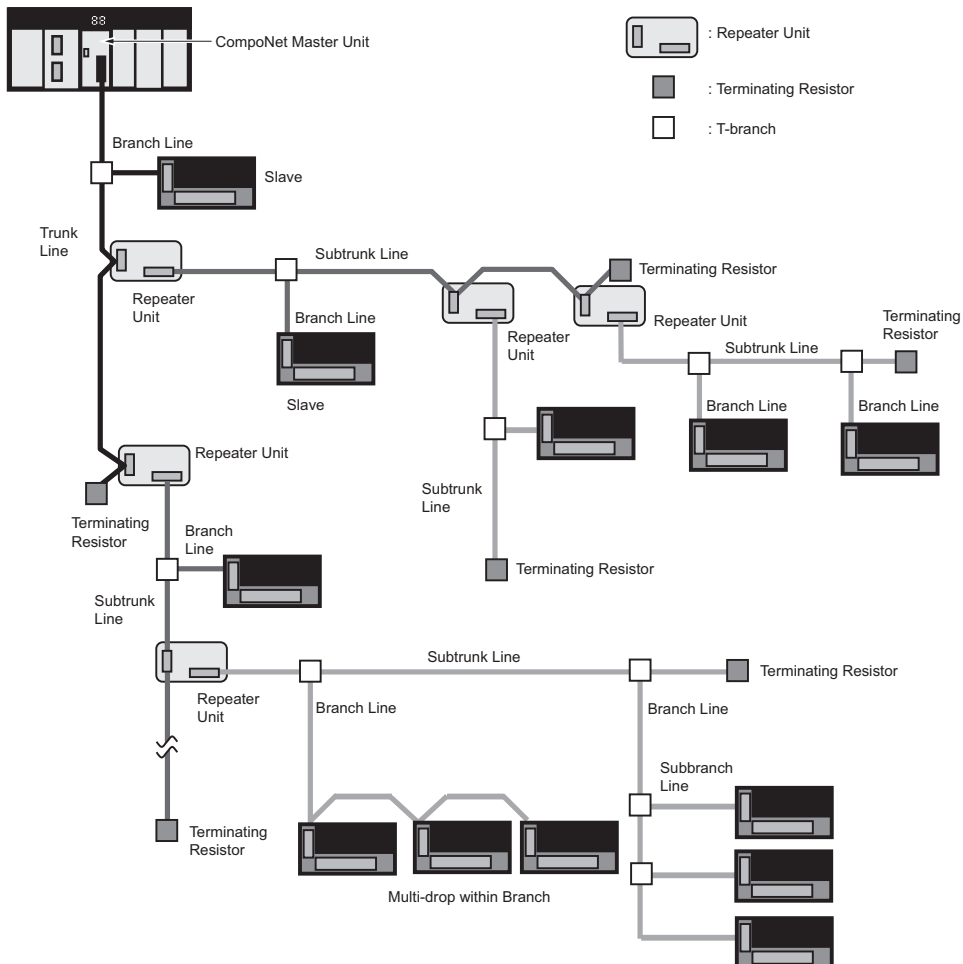 88
CompoNet Master Unit
: Repeater Unit
: Terminating Resistor
: T-branch
Branch Line
Slave
Trunk
Line
Repeater
Unit
Subtrunk Line
Branch Line
Slave
Terminating Resistor
Repeater
Unit
Repeater Unit
Terminating
Resistor
Subtrunk Line
Branch Line
Branch Line
Repeater Unit
Subtrunk
Line
Terminating Resistor
Terminating
Resistor
Branch
Line
Subtrunk
Line
Repeater
Unit
Subtrunk Line
Terminating Resistor
Branch Line
Branch Line
Subbranch
Line
Terminating
Resistor
Multi-drop within Branch